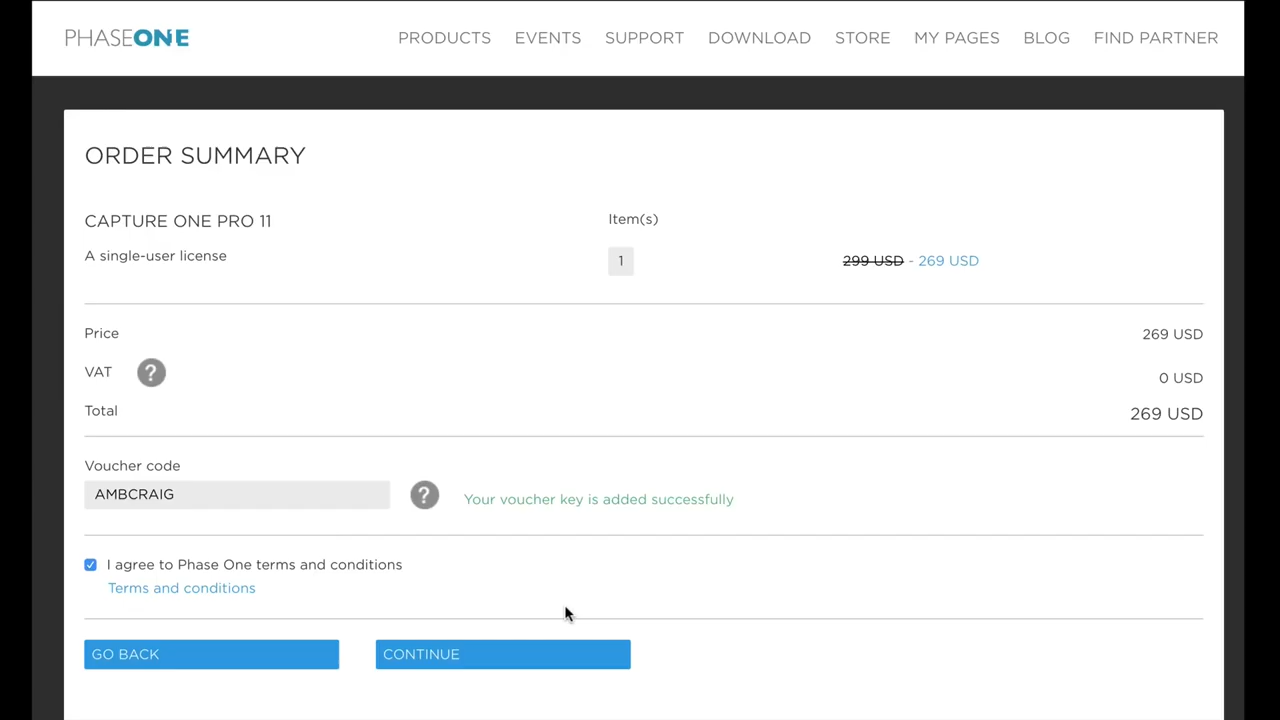 PHASEONE
PRODUCTS EVENTS SUPPORT DOWNLOAD STORE MY PAGES BLOG FIND PARTNER
ORDER SUMMARY
CAPTURE ONE PRO 11 Item(s)
A single-user license 1 299 USD - 269 USD
Price 269 USD
VAT ? 0 USD
Total 269 USD
Voucher code
AMBCRAIG ? Your voucher key is added successfully
I agree to Phase One terms and conditions
Terms and conditions
GO BACK CONTINUE